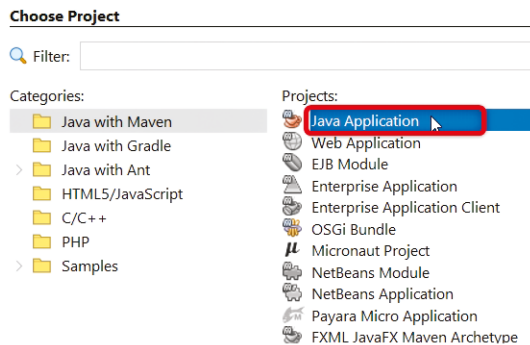 Choose Project
Filter:
Categories:
Java with Maven
Java with Gradle
Java with Ant
HTML5/JavaScript
C/C++
PHP
Samples
Projects:
Java Application
Web Application
EJB Module
Enterprise Application
Enterprise Application Client
OSGi Bundle
Micronaut Project
NetBeans Module
NetBeans Application
Payara Micro Application
FXML JavaFX Maven Archetype